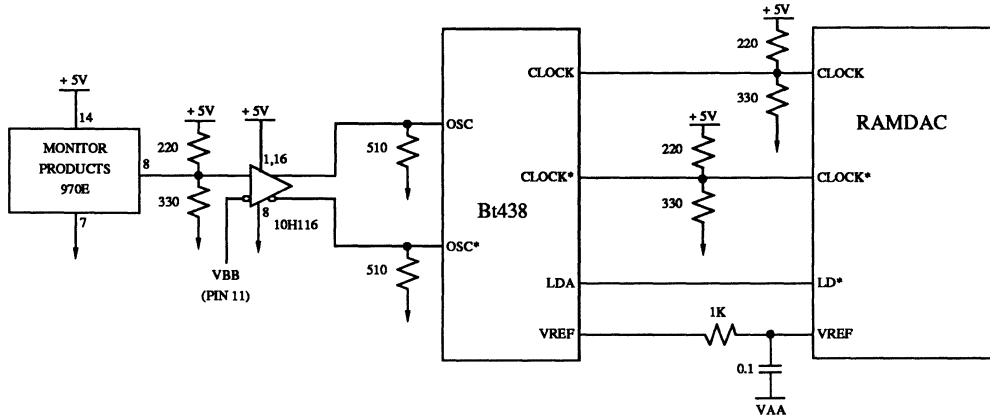 + 5V
14
MONITOR
PRODUCTS
970E
8
7
+ 5V
220
330
+ 5V
1,16
8
10H116
VBB
(PIN 11)
510
510
OSC
OSC*
Bt438
CLOCK
CLOCK*
LDA
VREF
+ 5V
220
330
+ 5V
220
330
1K
0.1
VAA
CLOCK
RAMDAC
CLOCK*
LD*
VREF